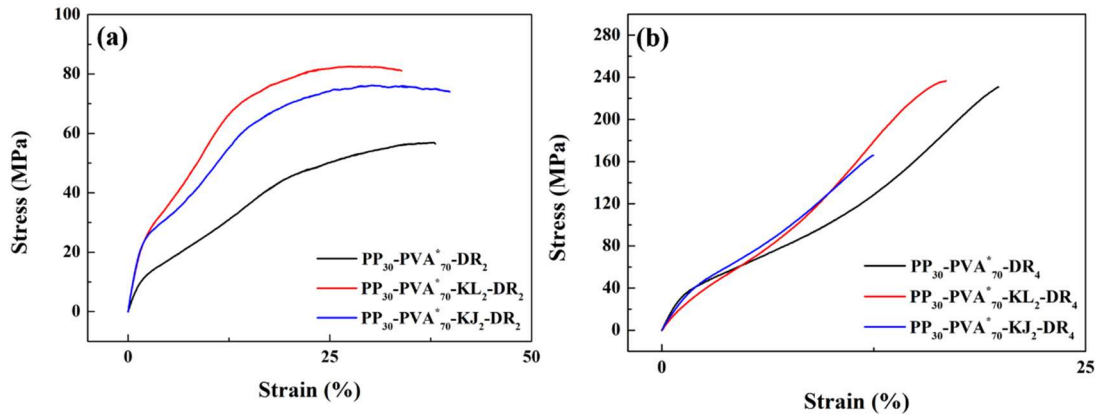 (a)
Stress (MPa)
100
80
60
40
20
0
PP₃₀-PVA*₇₀-DR₂
PP₃₀-PVA*₇₀-KL₂-DR₂
PP₃₀-PVA*₇₀-KJ₂-DR₂
0 25 50
Strain (%)
(b)
Stress (MPa)
280
240
200
160
120
80
40
0
PP₃₀-PVA*₇₀-DR₄
PP₃₀-PVA*₇₀-KL₂-DR₄
PP₃₀-PVA*₇₀-KJ₂-DR₄
0 25
Strain (%)